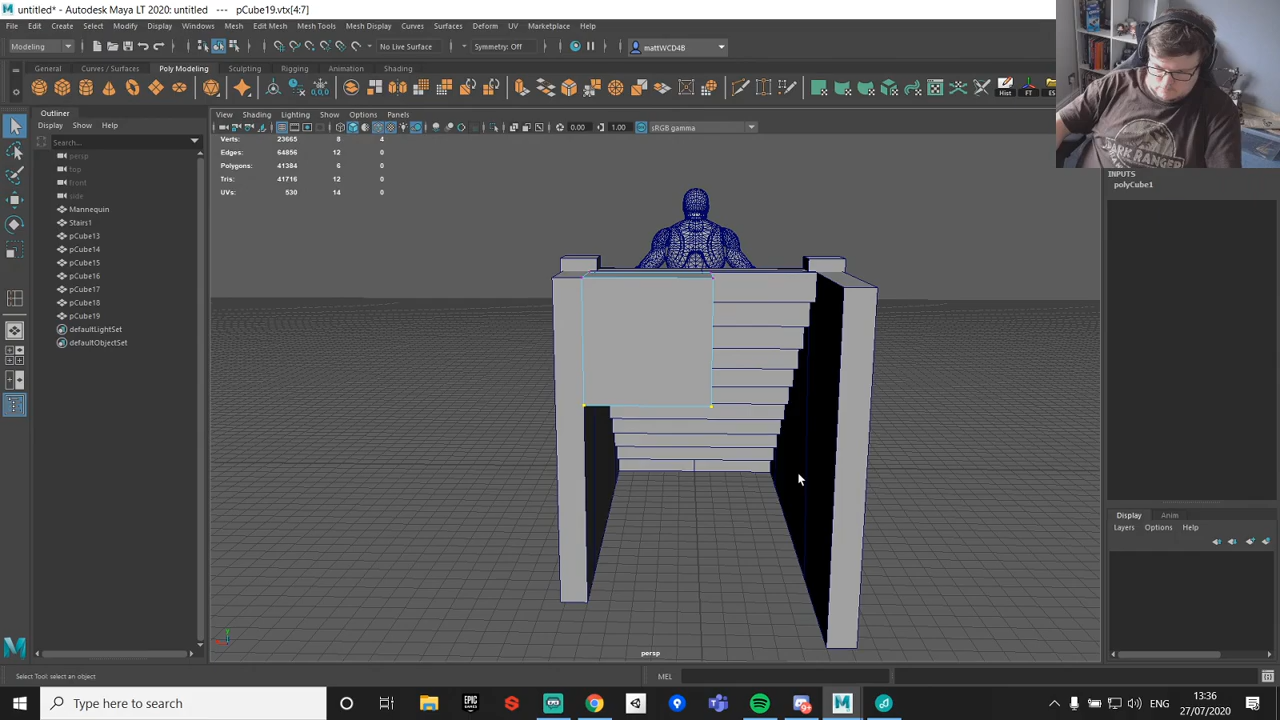 untitled* - Autodesk Maya LT 2020: untitled --- pCube19.vtx[4:7]
File Edit Create Select Modify Display Windows Mesh Edit Mesh Mesh Tools Mesh Display Curves Surfaces Deform UV Marketplace Help
Modeling No Live Surface Symmetry: Off mattWCD4B
General Curves / Surfaces Poly Modeling Sculpting Rigging Animation Shading
Hist FT
Outliner
Display Show Help
Search...
persp
top
front
side
Mannequin
Stairs1
pCube13
pCube14
pCube15
pCube16
pCube17
pCube18
pCube19
defaultLightSet
defaultObjectSet
View Shading Lighting Show Options Panels
0.00 1.00 sRGB gamma
Verts: 23665 8 4
Edges: 64856 12 0
Polygons: 41384 6 0
Tris: 41716 12 0
UVs: 530 14 0
persp
DARK RANGER
INPUTS
polyCube1
Display Anim
Layers Options Help
Select Tool: select an object
MEL
Type here to search
ENG
13:36
27/07/2020